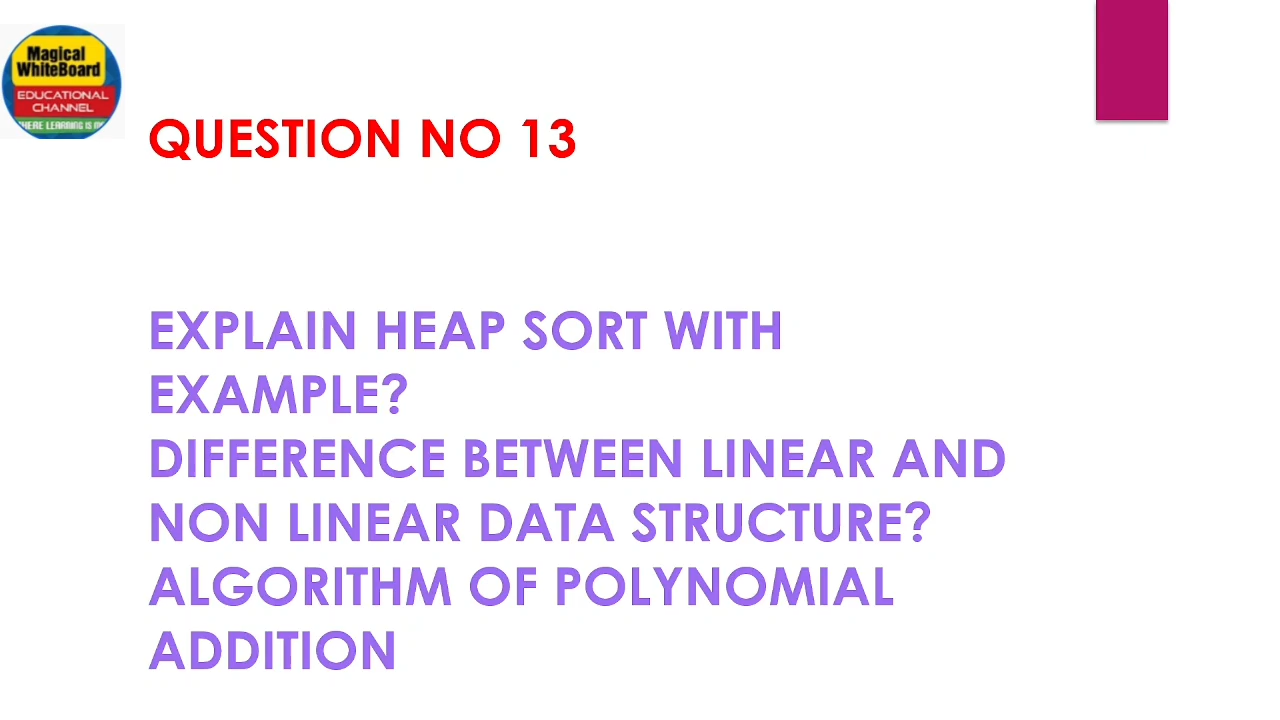 Magical
WhiteBoard
EDUCATIONAL
CHANNEL
QUESTION NO 13
EXPLAIN HEAP SORT WITH
EXAMPLE?
DIFFERENCE BETWEEN LINEAR AND
NON LINEAR DATA STRUCTURE?
ALGORITHM OF POLYNOMIAL
ADDITION